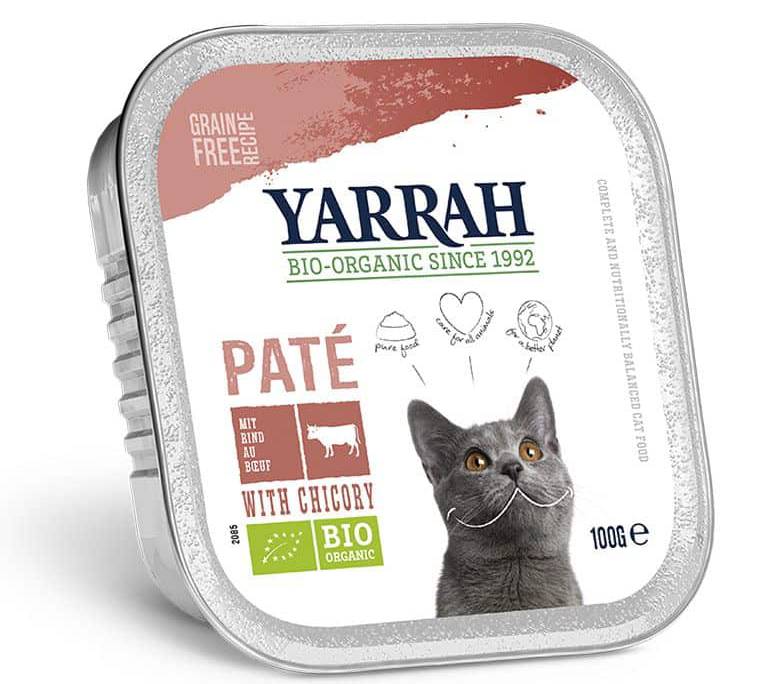 GRAIN
FREE
RECIPE
YARRAH
BIO-ORGANIC SINCE 1992
pure food
care for all animals
for a better planet
COMPLETE AND NUTRITIONALLY BALANCED CAT FOOD
PATÉ
MIT
RIND
AU
BŒUF
WITH CHICORY
2085
BIO
ORGANIC
100G e